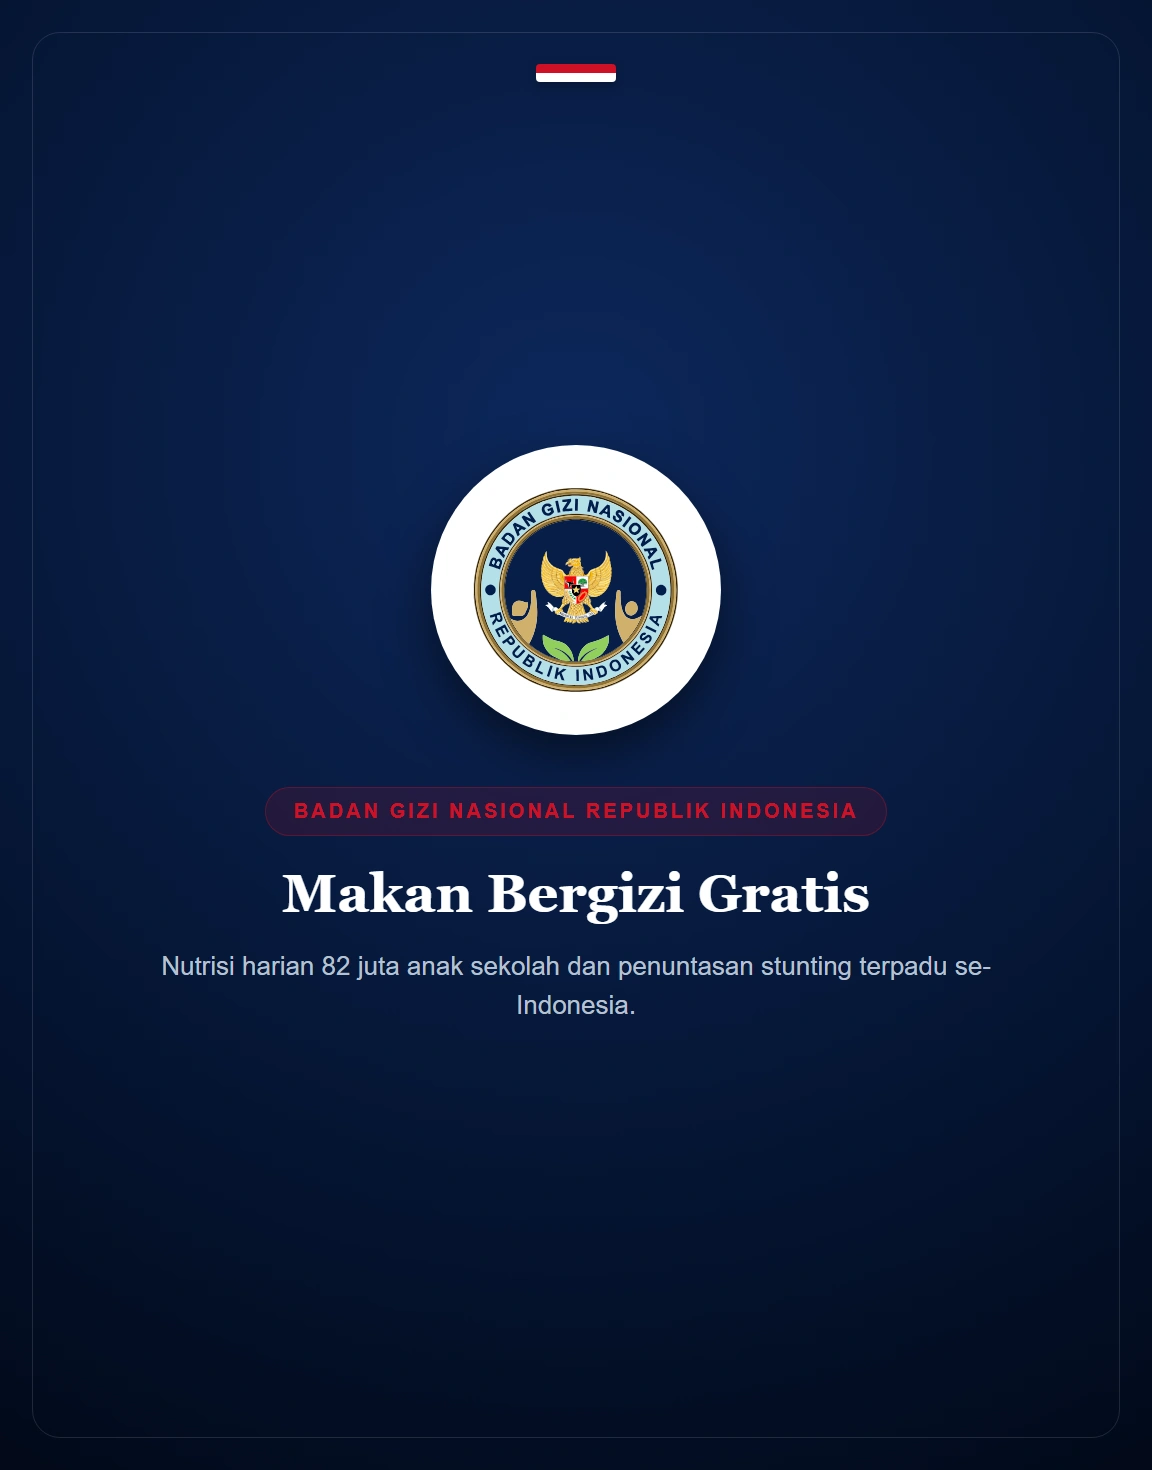 BADAN GIZI NASIONAL
REPUBLIK INDONESIA
BADAN GIZI NASIONAL REPUBLIK INDONESIA
Makan Bergizi Gratis
Nutrisi harian 82 juta anak sekolah dan penuntasan stunting terpadu se-
Indonesia.